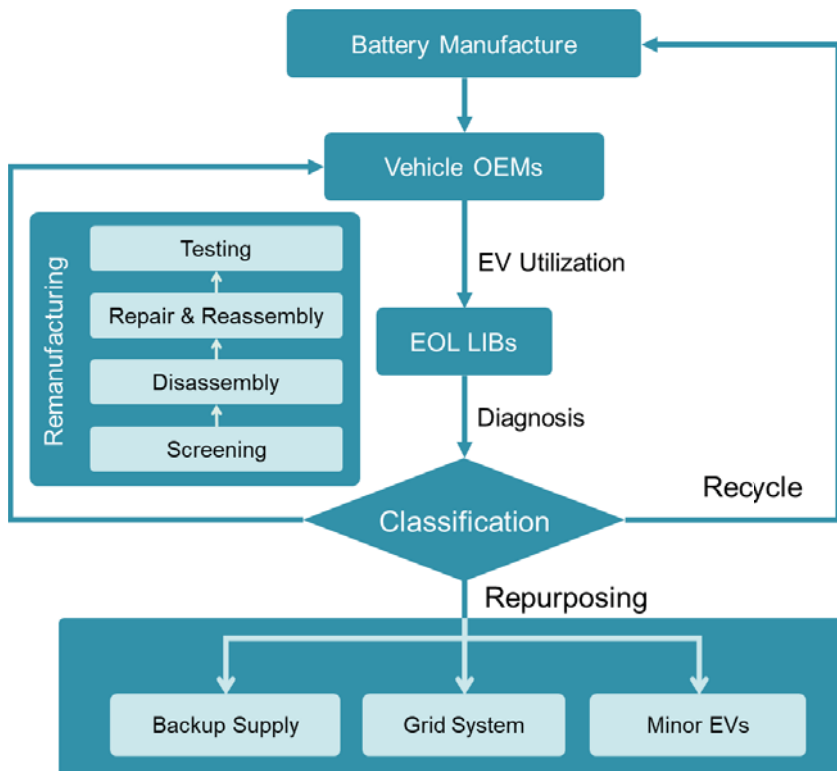 Battery Manufacture
Vehicle OEMs
EV Utilization
EOL LIBs
Diagnosis
Classification
Remanufacturing
Testing
Repair & Reassembly
Disassembly
Screening
Recycle
Repurposing
Backup Supply
Grid System
Minor EVs